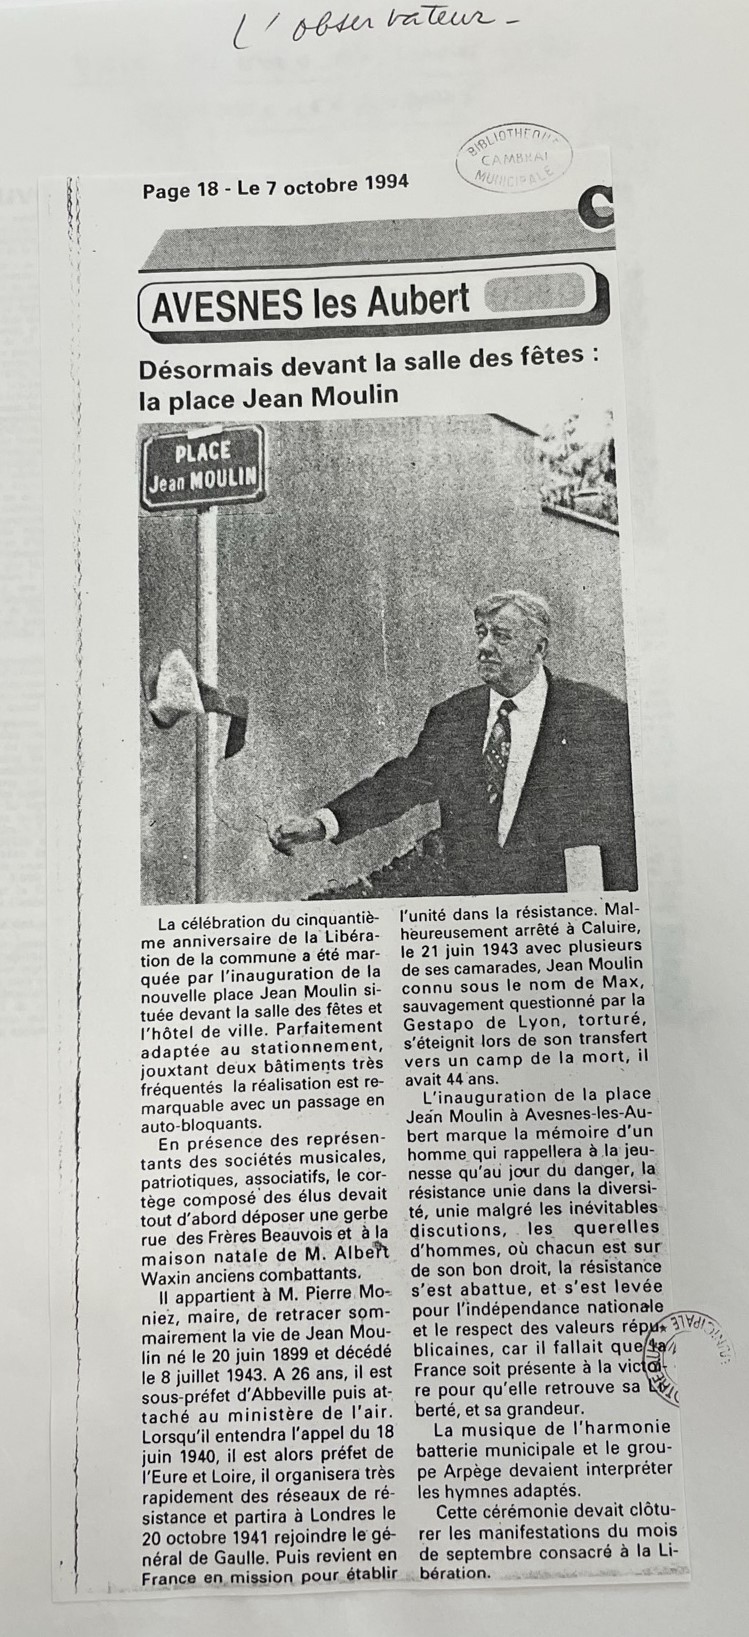 L'observateur -
BIBLIOTHEQUE
CAMBRAI
MUNICIPALE
Page 18 - Le 7 octobre 1994
C
AVESNES les Aubert
Désormais devant la salle des fêtes :
la place Jean Moulin
PLACE
Jean MOULIN
La célébration du cinquantiè-
me anniversaire de la Libéra-
tion de la commune a été mar-
quée par l'inauguration de la
nouvelle place Jean Moulin si-
tuée devant la salle des fêtes et
l'hôtel de ville. Parfaitement
adaptée au stationnement,
jouxtant deux bâtiments très
fréquentés la réalisation est re-
marquable avec un passage en
auto-bloquants.
En présence des représen-
tants des sociétés musicales,
patriotiques, associatifs, le cor-
tège composé des élus devait
tout d'abord déposer une gerbe
rue des Frères Beauvois et à la
maison natale de M. Albert
Waxin anciens combattants.
Il appartient à M. Pierre Mo-
niez, maire, de retracer som-
mairement la vie de Jean Mou-
lin né le 20 juin 1899 et décédé
le 8 juillet 1943. A 26 ans, il est
sous-préfet d'Abbeville puis at-
taché au ministère de l'air.
Lorsqu'il entendra l'appel du 18
juin 1940, il est alors préfet de
l'Eure et Loire, il organisera très
rapidement des réseaux de ré-
sistance et partira à Londres le
20 octobre 1941 rejoindre le gé-
néral de Gaulle. Puis revient en
France en mission pour établir
l'unité dans la résistance. Mal-
heureusement arrêté à Caluire,
le 21 juin 1943 avec plusieurs
de ses camarades, Jean Moulin
connu sous le nom de Max,
sauvagement questionné par la
Gestapo de Lyon, torturé,
s'éteignit lors de son transfert
vers un camp de la mort, il
avait 44 ans.
L'inauguration de la place
Jean Moulin à Avesnes-les-Au-
bert marque la mémoire d'un
homme qui rappellera à la jeu-
nesse qu'au jour du danger, la
résistance unie dans la diversi-
té, unie malgré les inévitables
discutions, les querelles
d'hommes, où chacun est sur
de son bon droit, la résistance
s'est abattue, et s'est levée
pour l'indépendance nationale
et le respect des valeurs répu-
blicaines, car il fallait que la
France soit présente à la victoi-
re pour qu'elle retrouve sa Li-
berté, et sa grandeur.
La musique de l'harmonie
batterie municipale et le grou-
pe Arpège devaient interpréter
les hymnes adaptés.
Cette cérémonie devait clôtu-
rer les manifestations du mois
de septembre consacré à la Li-
bération.